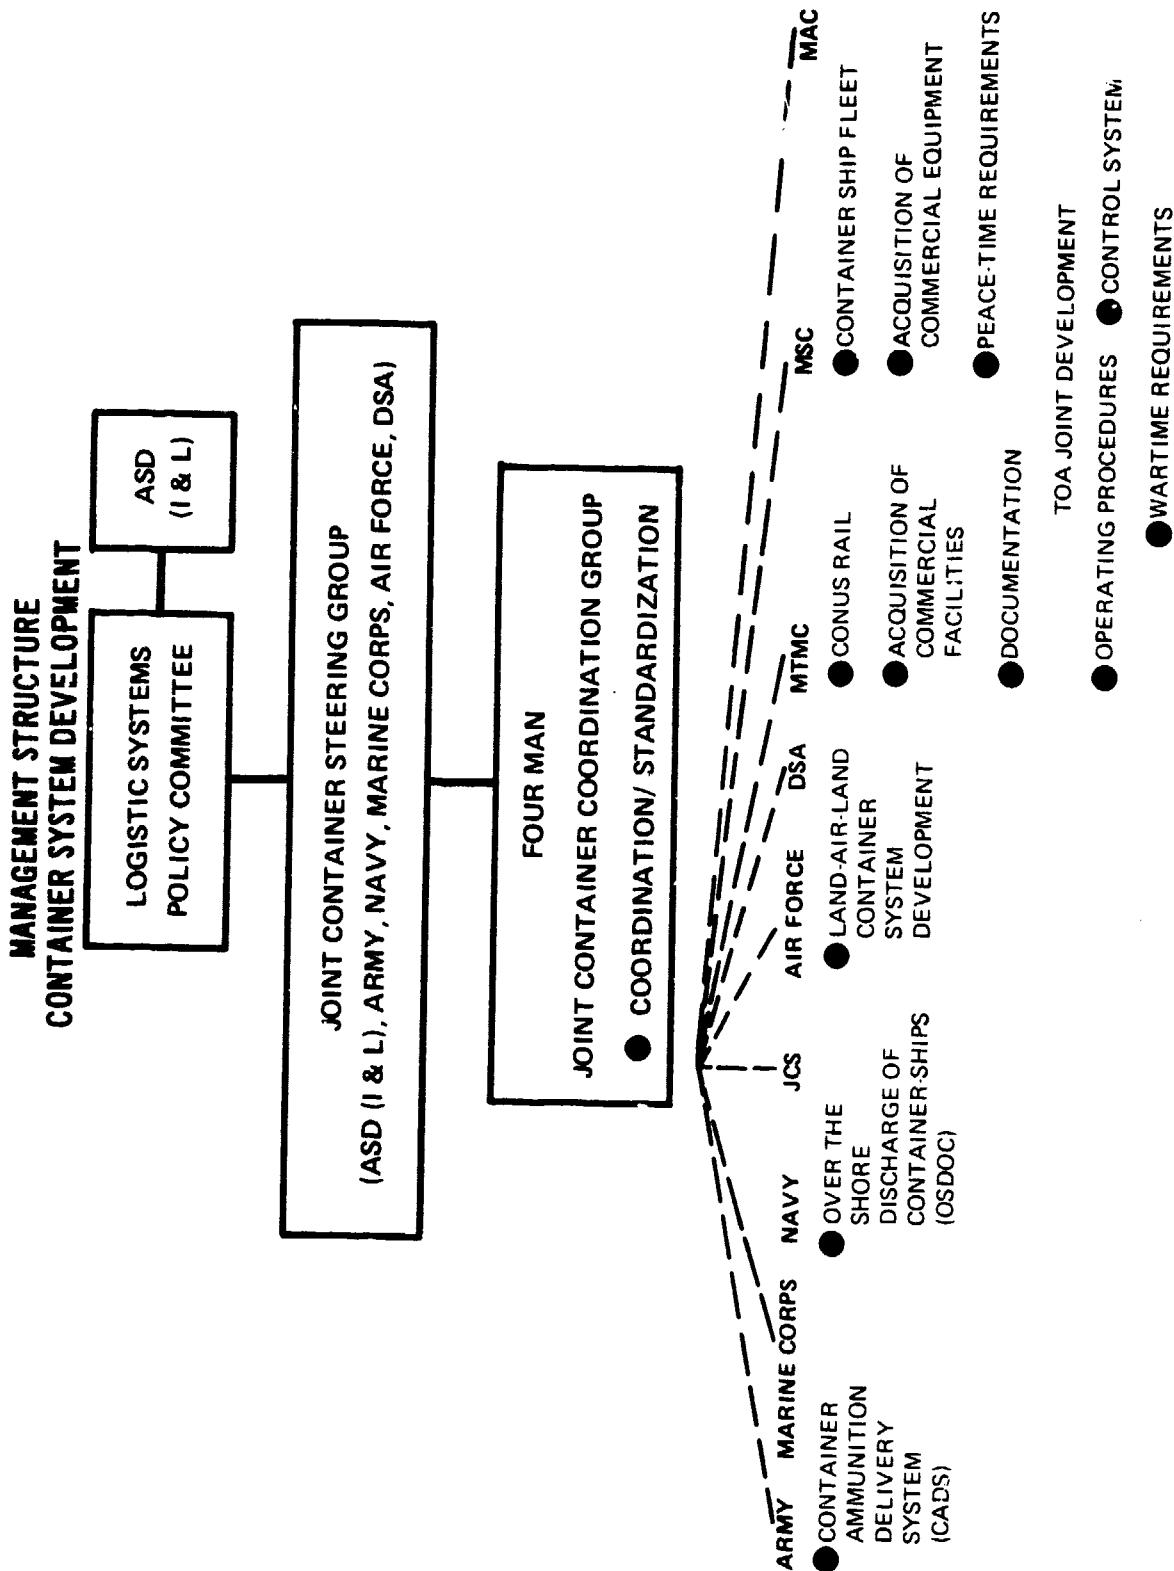 MANAGEMENT STRUCTURE
CONTAINER SYSTEM DEVELOPMENT
LOGISTIC SYSTEMS
POLICY COMMITTEE
ASD
(I & L)
JOINT CONTAINER STEERING GROUP
(ASD (I & L), ARMY, NAVY, MARINE CORPS, AIR FORCE, DSA)
FOUR MAN
JOINT CONTAINER COORDINATION GROUP
● COORDINATION/ STANDARDIZATION
ARMY
● CONTAINER
AMMUNITION
DELIVERY
SYSTEM
(CADS)
MARINE CORPS
NAVY
● OVER THE
SHORE
DISCHARGE OF
CONTAINER-SHIPS
(OSDOC)
JCS
AIR FORCE
● LAND-AIR-LAND
CONTAINER
SYSTEM
DEVELOPMENT
DSA
MTMC
● CONUS RAIL
● ACQUISITION OF
COMMERCIAL
FACILITIES
● DOCUMENTATION
MSC
● CONTAINER SHIP FLEET
● ACQUISITION OF
COMMERCIAL EQUIPMENT
● PEACE-TIME REQUIREMENTS
MAC
TOA JOINT DEVELOPMENT
● OPERATING PROCEDURES ● CONTROL SYSTEM
● WARTIME REQUIREMENTS